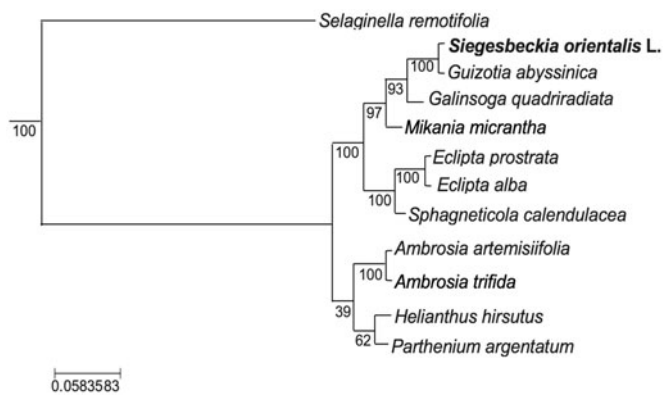 Selaginella remotifolia
Siegesbeckia orientalis L.
100
Guizotia abyssinica
93
Galinsoga quadriradiata
97
Mikania micrantha
100
100
Eclipta prostrata
100
Eclipta alba
100
Sphagneticola calendulacea
Ambrosia artemisiifolia
100
Ambrosia trifida
39
Helianthus hirsutus
62
Parthenium argentatum
0.0583583